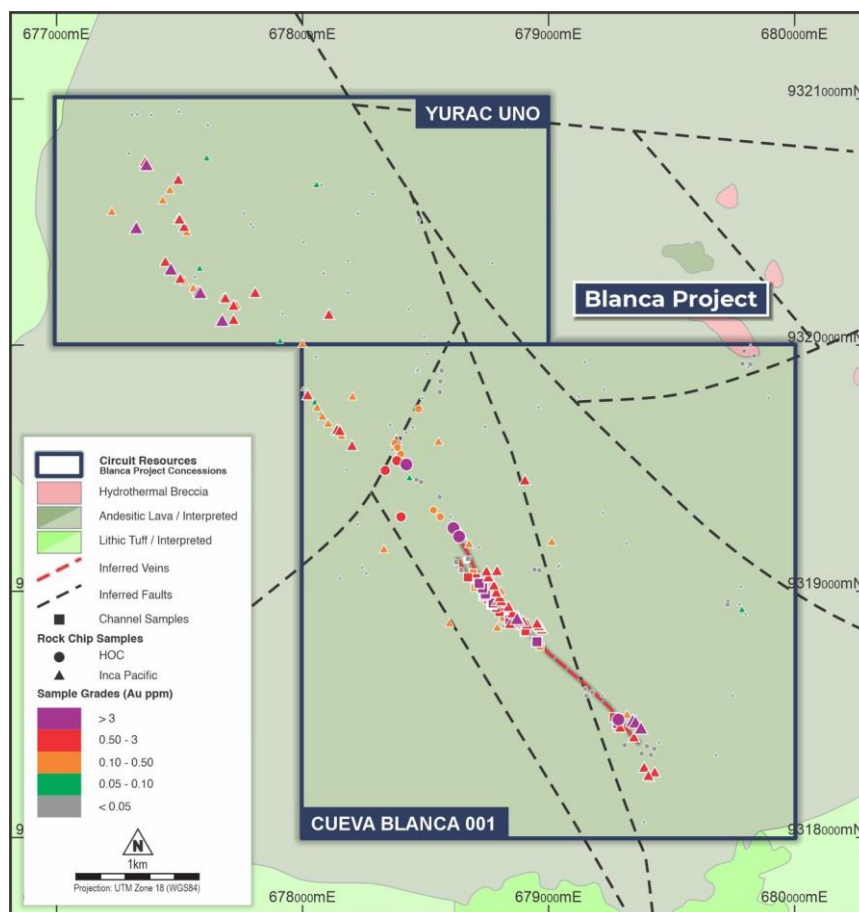 677000mE 678000mE 679000mE 680000mE
9321000mN
YURAC UNO
Blanca Project
9320000mN
Circuit Resources
Blanca Project Concessions
Hydrothermal Breccia
Andesitic Lava / Interpreted
Lithic Tuff / Interpreted
Inferred Veins
Inferred Faults
Channel Samples
Rock Chip Samples
HOC
Inca Pacific
Sample Grades (Au ppm)
> 3
0.50 - 3
0.10 - 0.50
0.05 - 0.10
< 0.05
N
1km
Projection: UTM Zone 18 (WGS84)
9319000mN
CUEVA BLANCA 001
9318000mN
678000mE 679000mE 680000mE